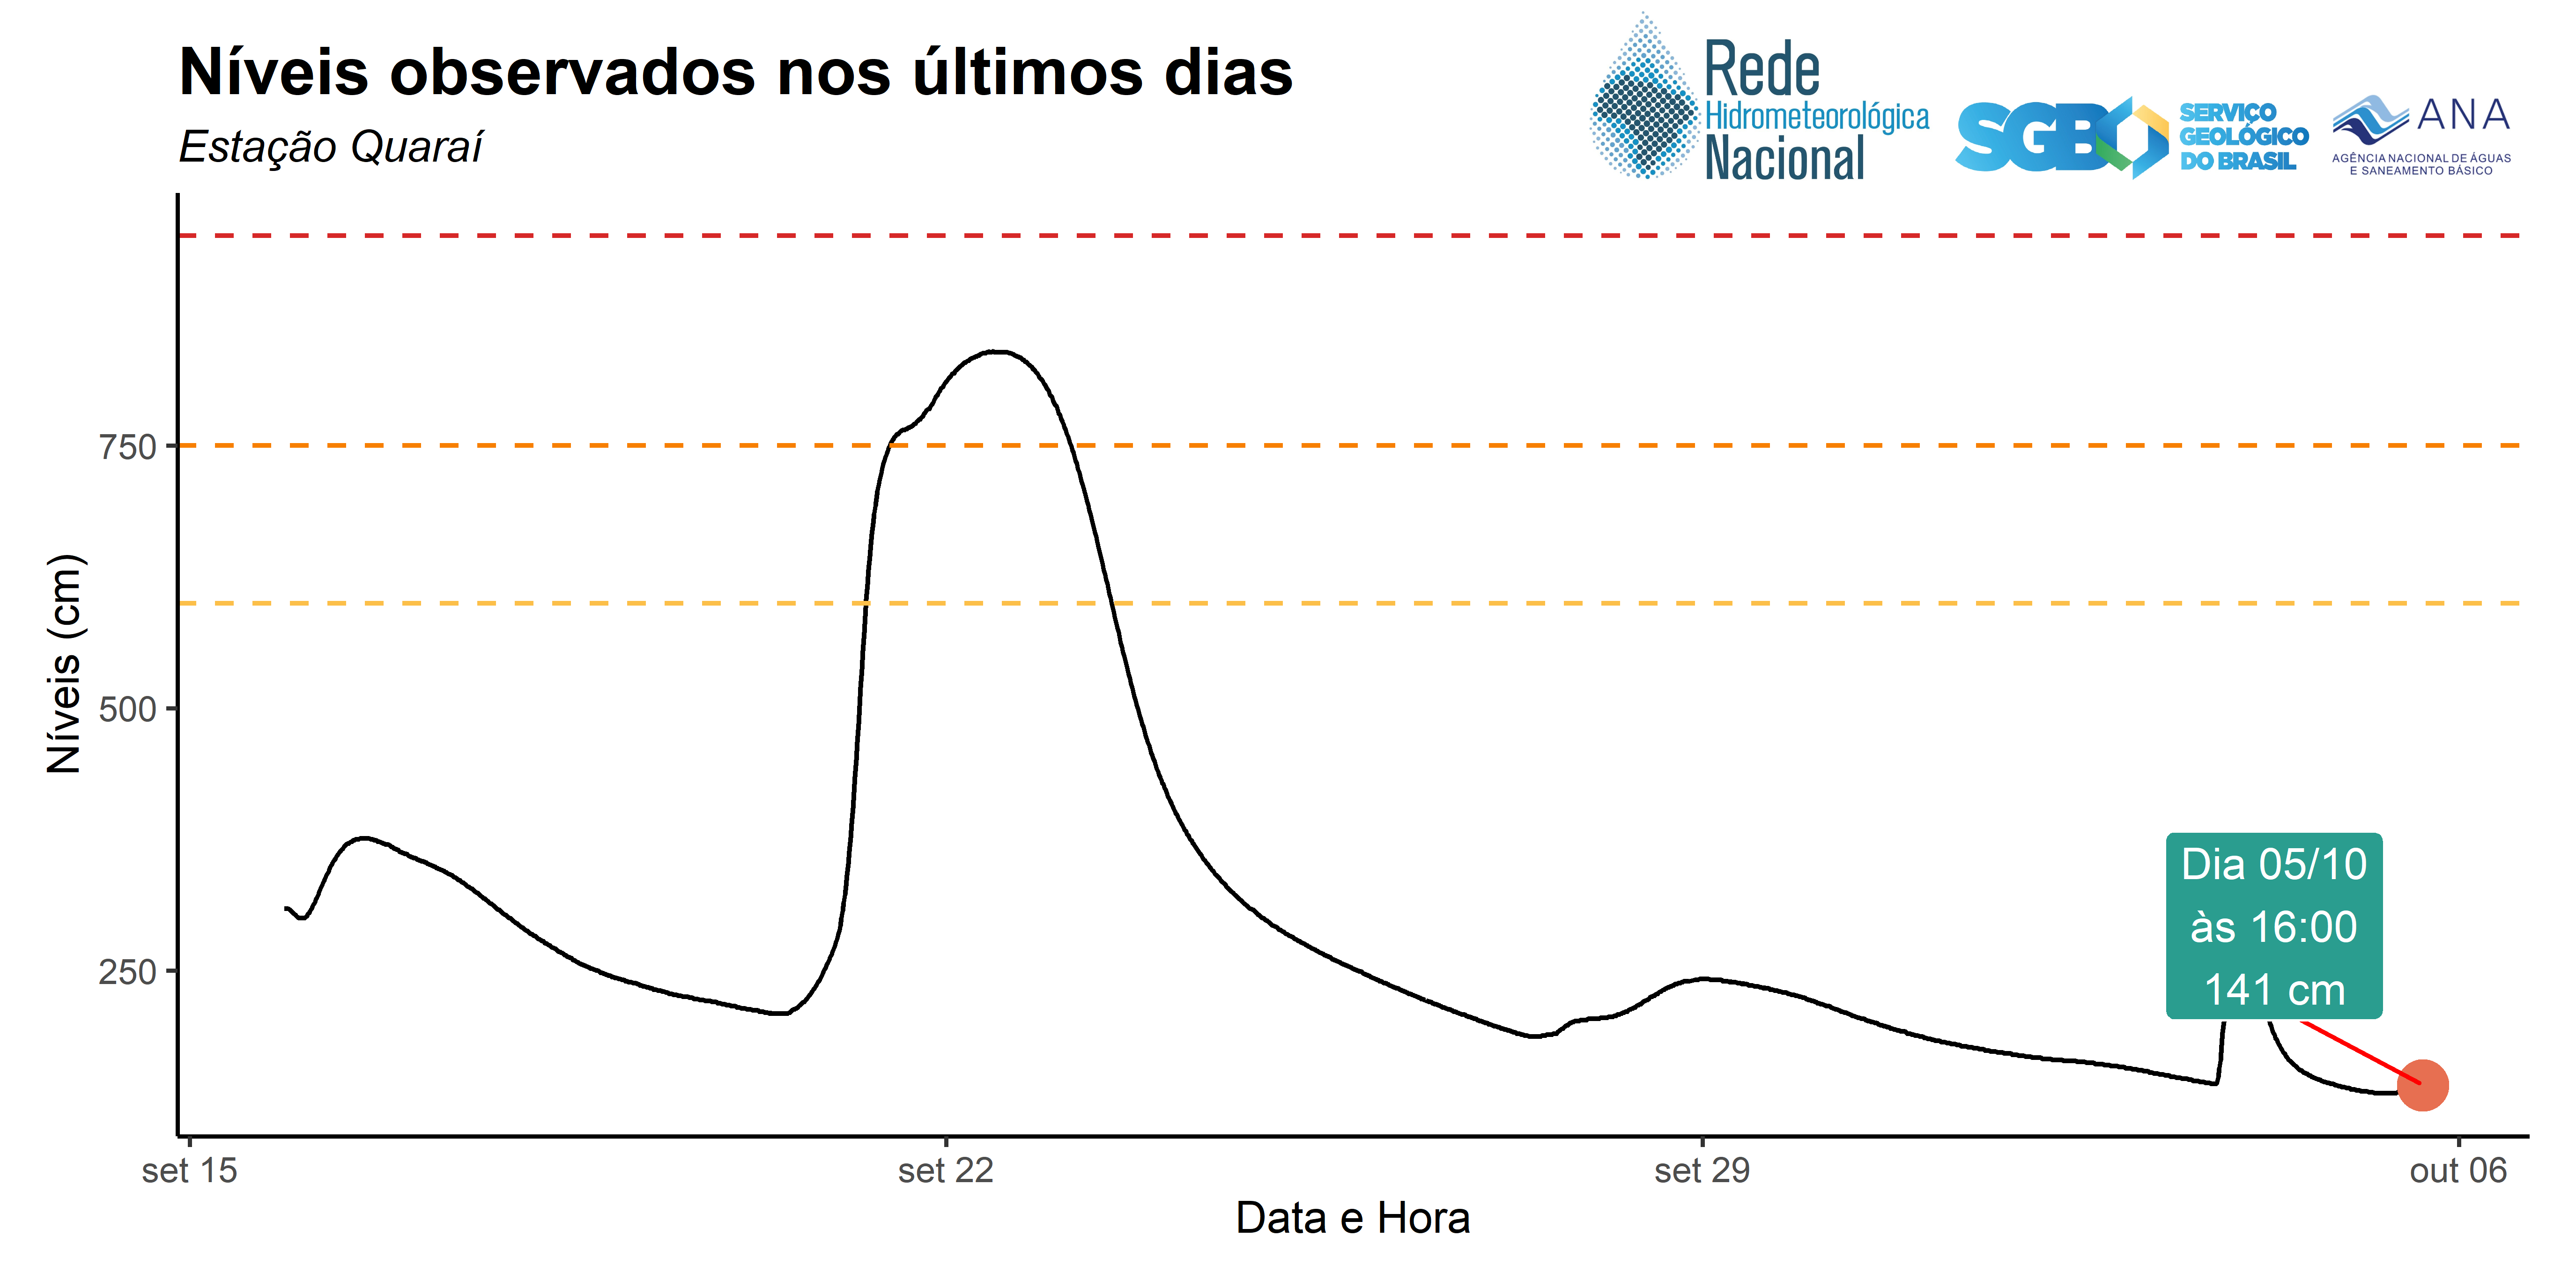 Níveis observados nos últimos dias
Estação Quaraí
Rede
Hidrometeorológica
Nacional
SGB
SERVIÇO
GEOLÓGICO
DO BRASIL
ANA
AGÊNCIA NACIONAL DE ÁGUAS
E SANEAMENTO BÁSICO
Níveis (cm)
750
500
250
Dia 05/10
às 16:00
141 cm
set 15
set 22
set 29
out 06
Data e Hora